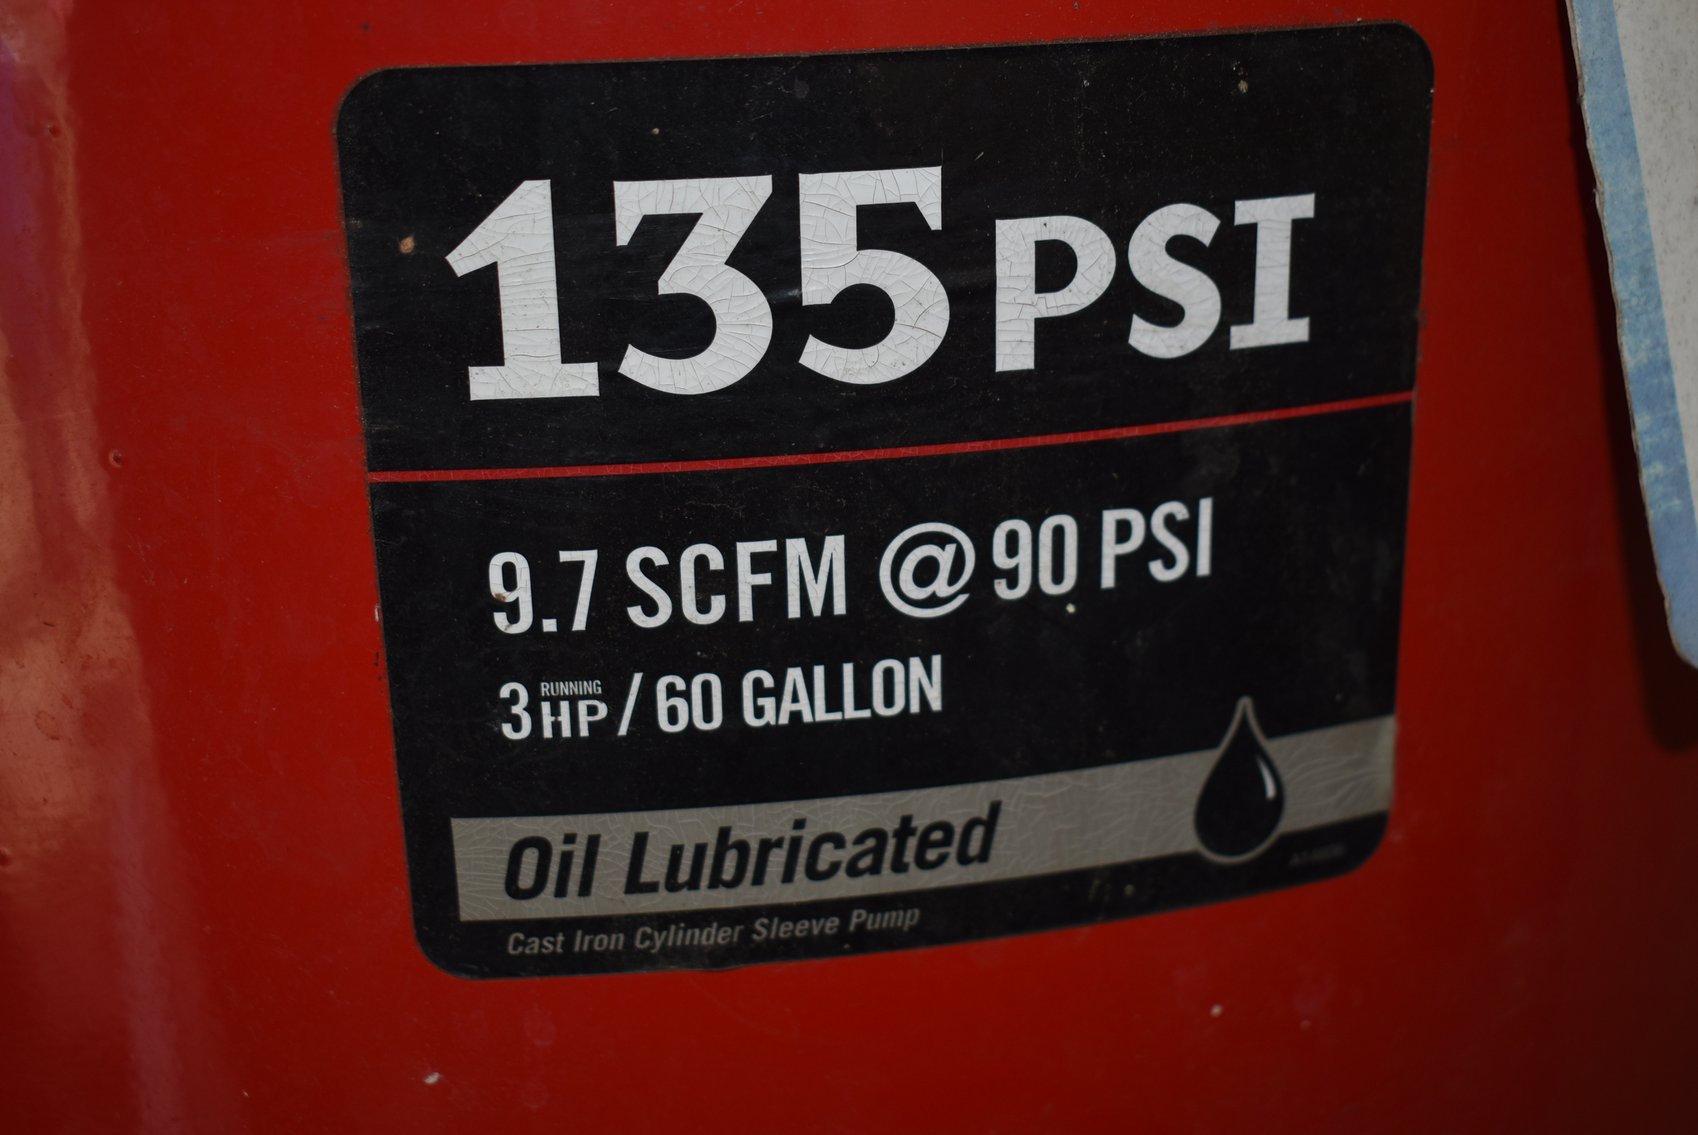 135 PSI
9.7 SCFM @ 90 PSI
3 RUNNING HP / 60 GALLON
Oil Lubricated
Cast Iron Cylinder Sleeve Pump